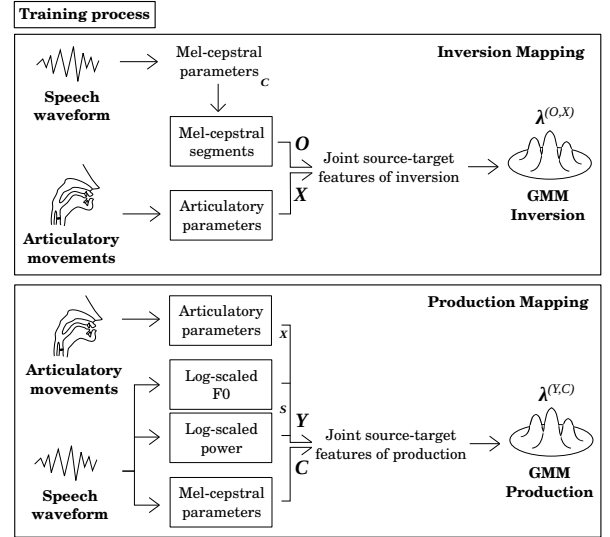 Training process
Inversion Mapping
Speech
waveform
Mel-cepstral
parameters C
Mel-cepstral
segments
O
X
Joint source-target
features of inversion
λ(O,X)
GMM
Inversion
Articulatory
movements
Articulatory
parameters
Production Mapping
Articulatory
movements
Articulatory
parameters
X
Log-scaled
F0
S
Log-scaled
power
Y
C
Joint source-target
features of production
λ(Y,C)
GMM
Production
Speech
waveform
Mel-cepstral
parameters